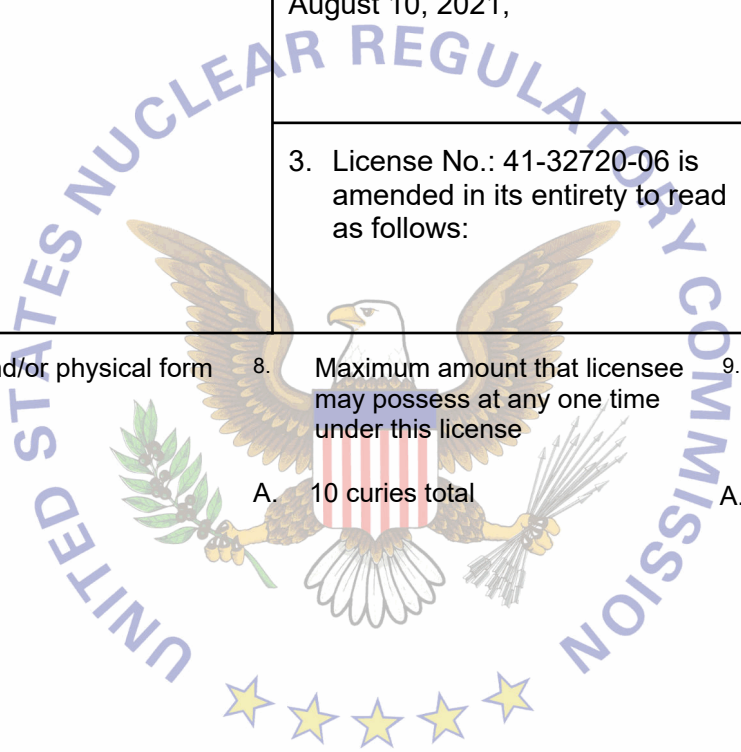 August 10, 2021,
3. License No.: 41-32720-06 is
amended in its entirety to read
as follows:
nd/or physical form
8. Maximum amount that licensee
may possess at any one time
under this license
9.
A. 10 curies total
A.
UNITED STATES NUCLEAR REGULATORY COMMISSION